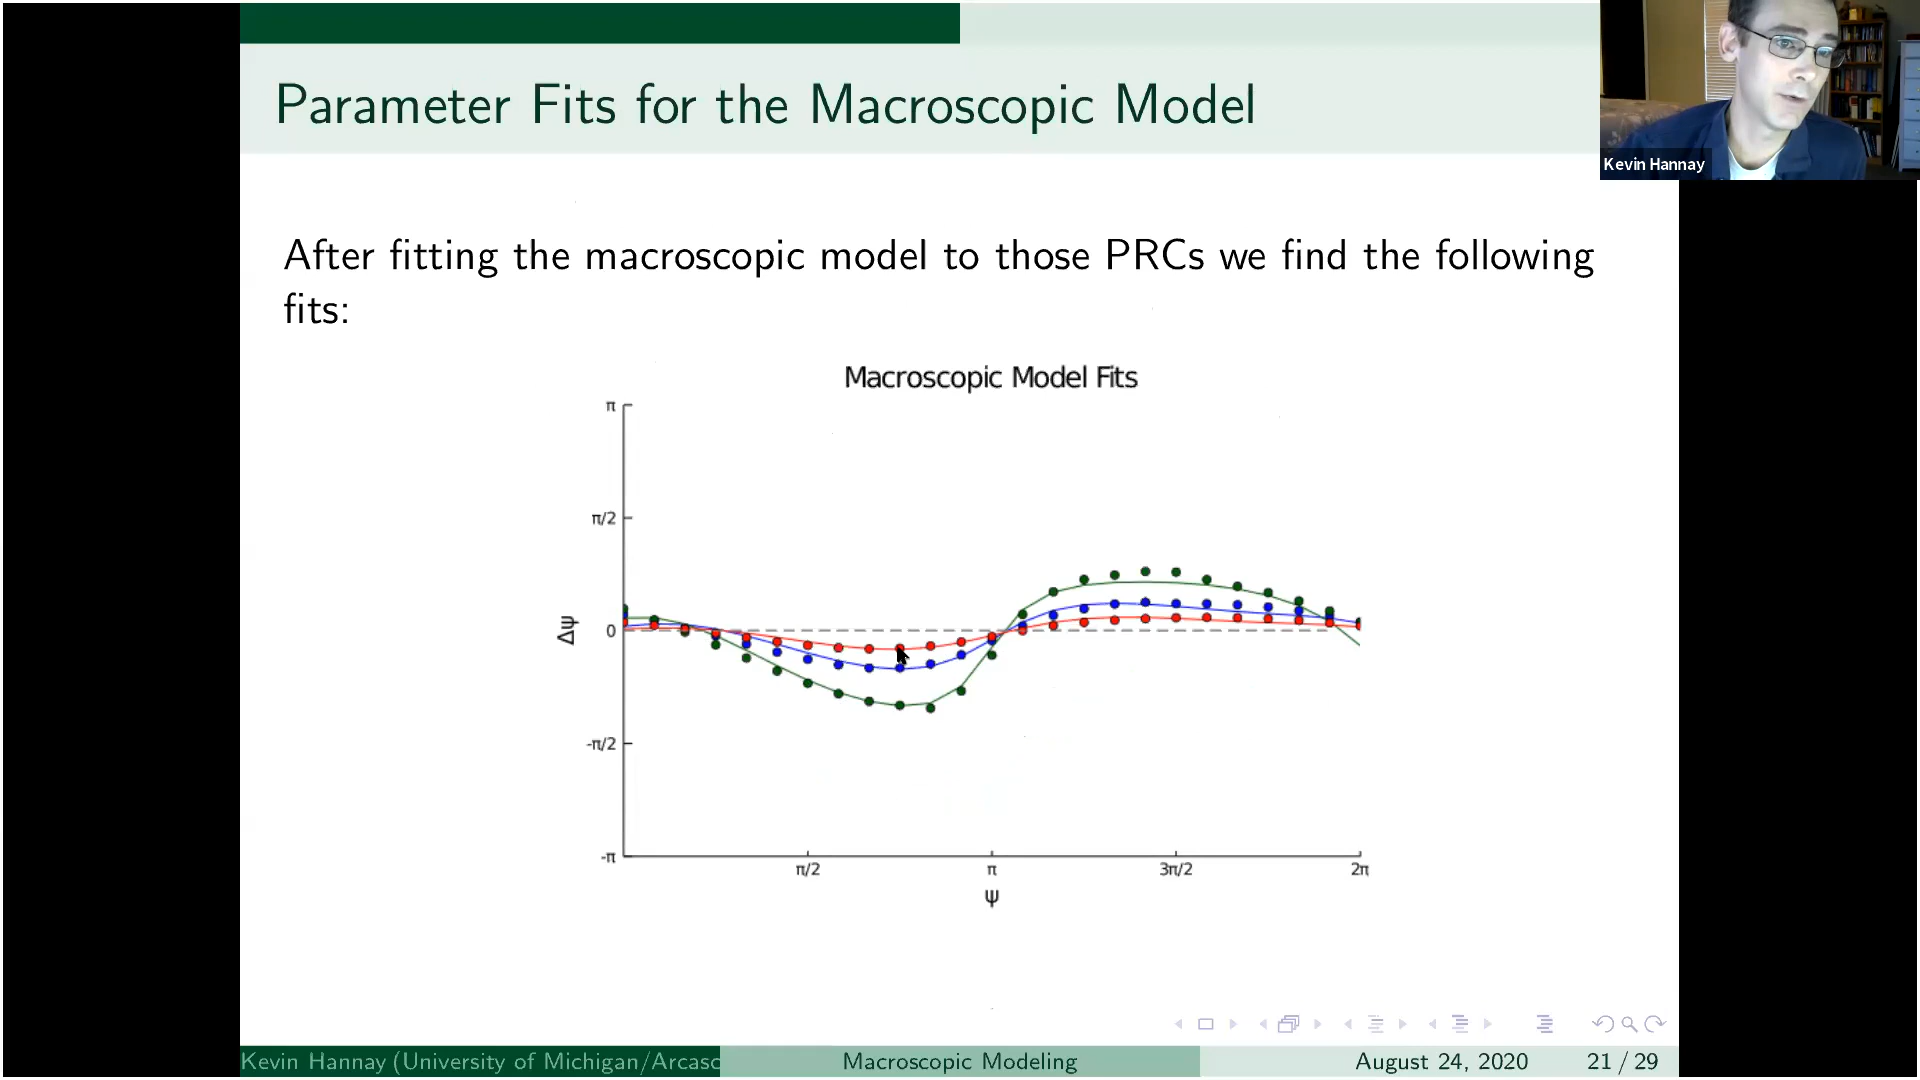 Parameter Fits for the Macroscopic Model
Kevin Hannay
After fitting the macroscopic model to those PRCs we find the following
fits:
Macroscopic Model Fits
π
π/2
0
-π/2
-π
Δψ
π/2 π 3π/2 2π
ψ
Kevin Hannay (University of Michigan/Arcasc
Macroscopic Modeling
August 24, 2020
21 / 29